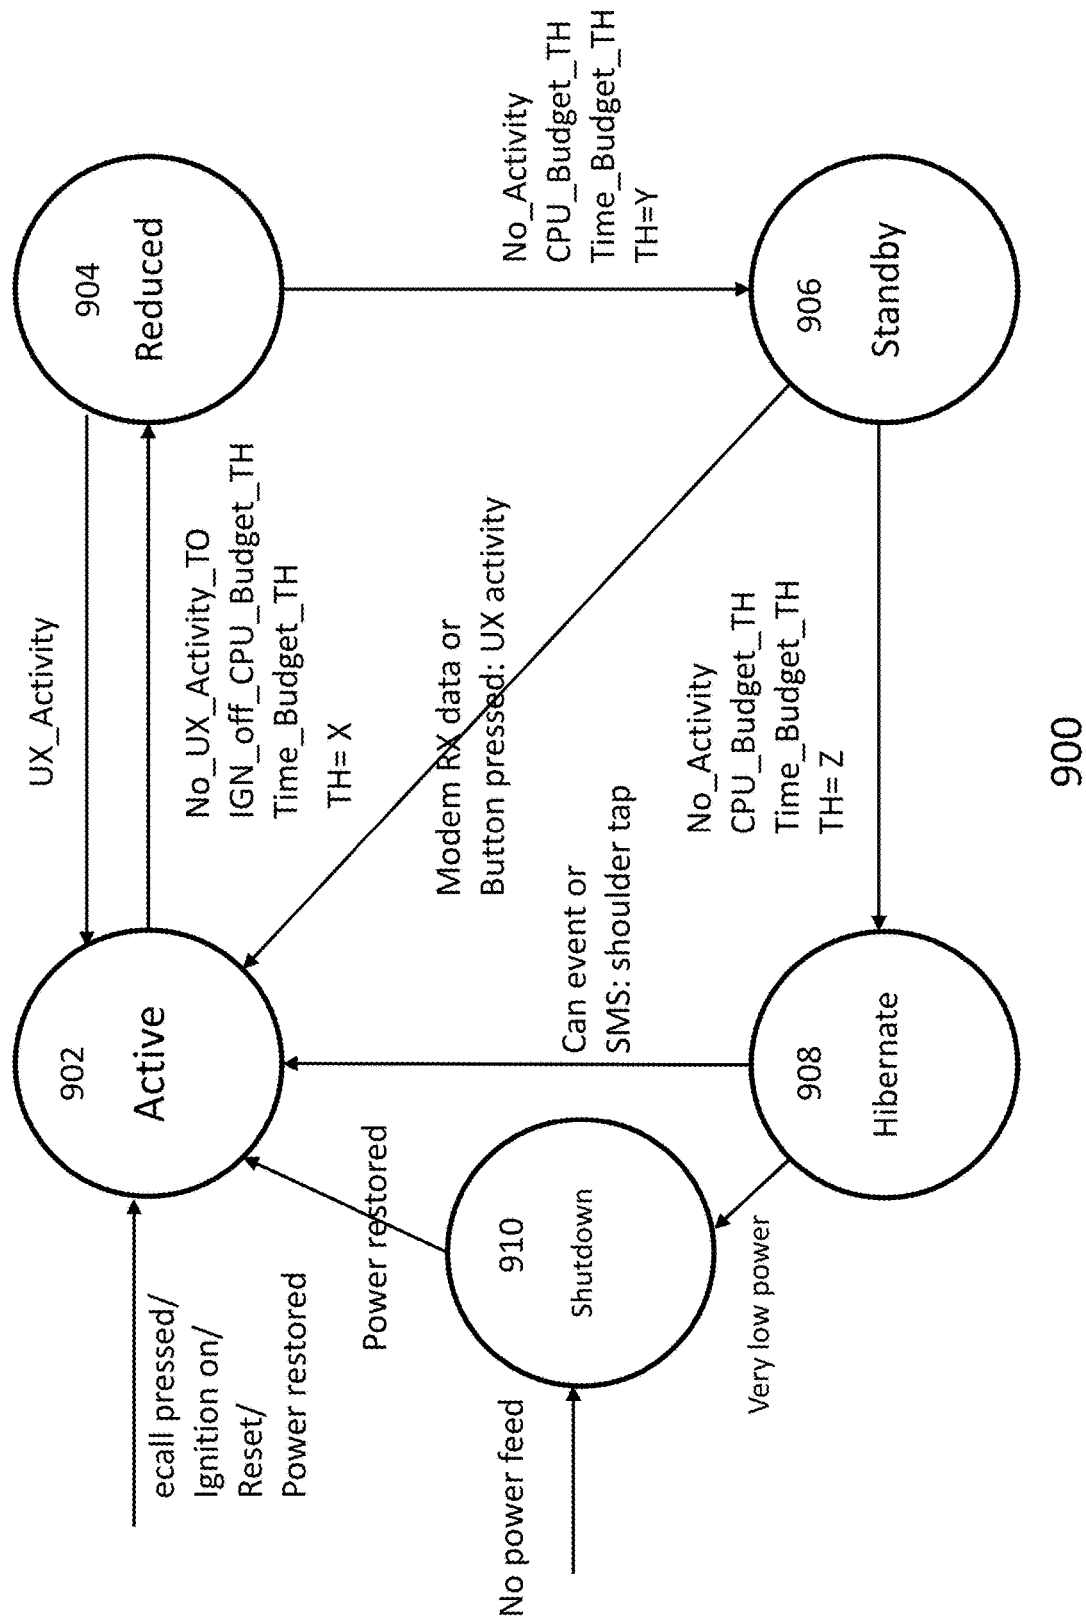 ecall pressed/
Ignition on/
Reset/
Power restored
902
Active
UX_Activity
No_UX_Activity_TO
IGN_off_CPU_Budget_TH
Time_Budget_TH
TH= X
904
Reduced
No power feed
Power restored
910
Shutdown
Very low power
Can event or
SMS: shoulder tap
Modem RX data or
Button pressed: UX activity
No_Activity
CPU_Budget_TH
Time_Budget_TH
TH=Y
908
Hibernate
No_Activity
CPU_Budget_TH
Time_Budget_TH
TH= Z
906
Standby
900